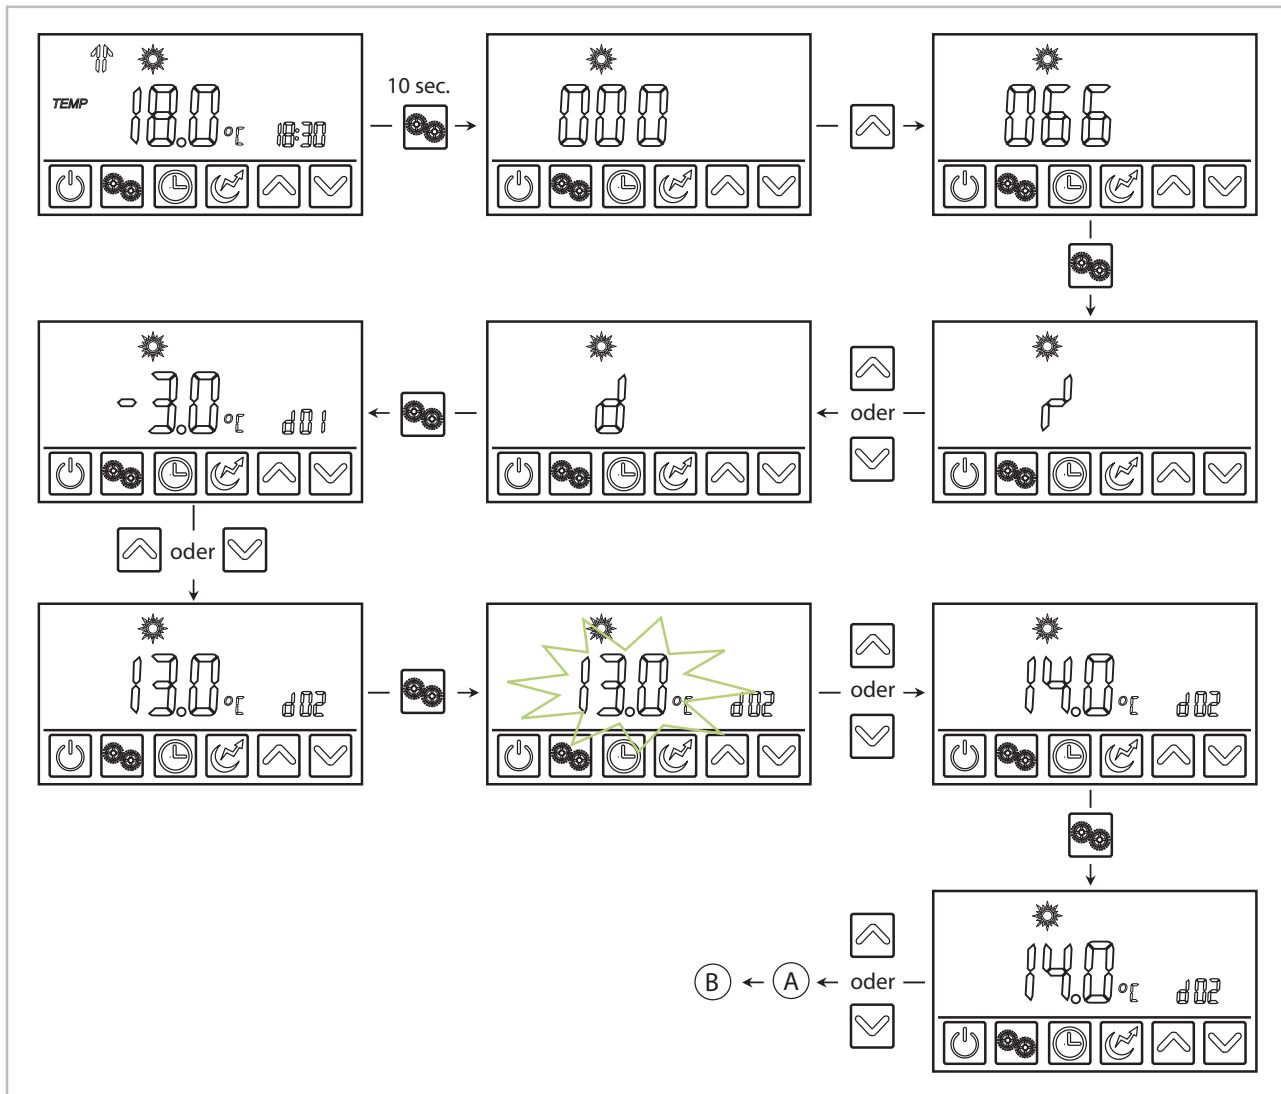 TEMP
18.0 °C 18:30
10 sec.
000
066
r
oder
d
-3.0 °C d01
oder
13.0 °C d02
13.0 °C d02
oder
14.0 °C d02
14.0 °C d02
oder
A
B